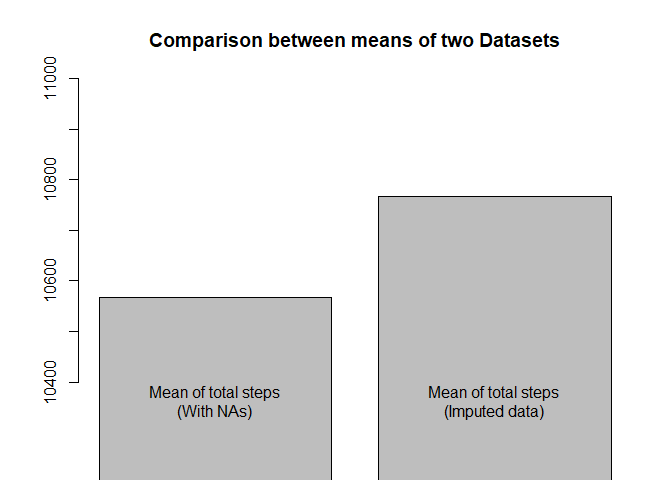 Comparison between means of two Datasets
11000
10800
10600
10400
Mean of total steps
(With NAs)
Mean of total steps
(Imputed data)